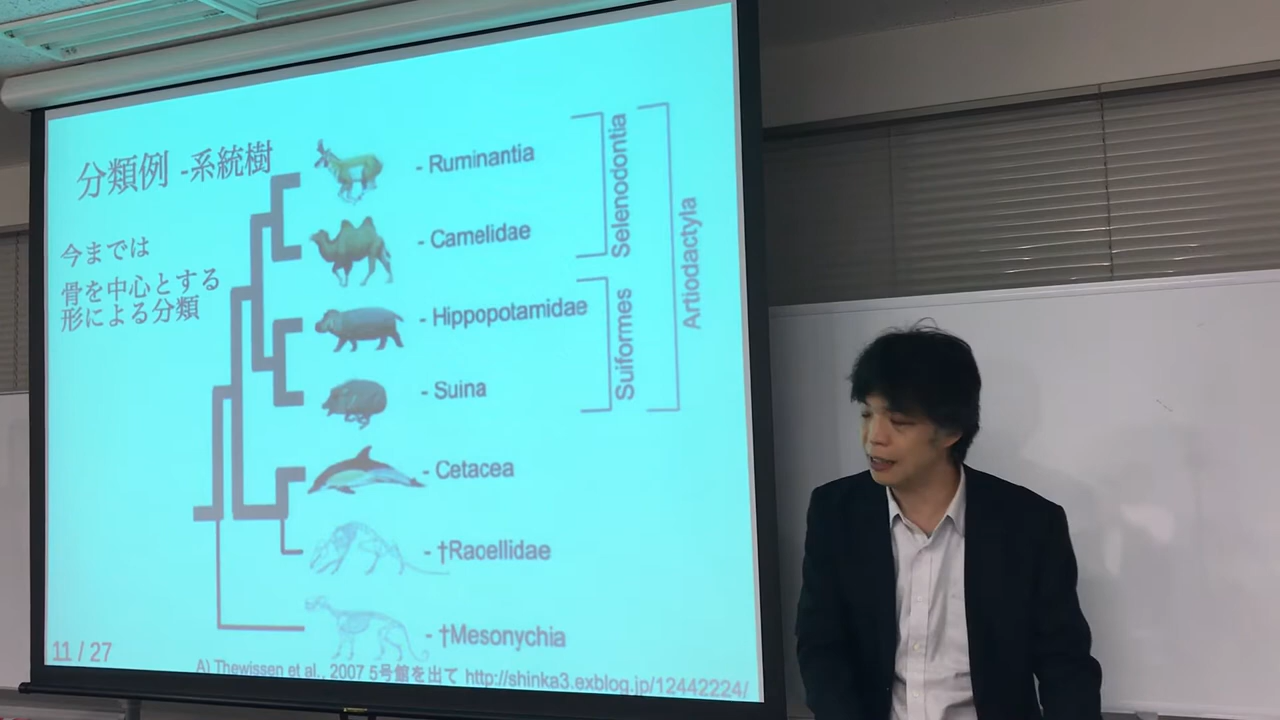 分類例 -系統樹
今までは
骨を中心とする
形による分類
- Ruminantia
- Camelidae
- Hippopotamidae
- Suina
- Cetacea
- †Raoellidae
- †Mesonychia
Selenodontia
Suiformes
Artiodactyla
11 / 27
A) Thewissen et al., 2007 5号館を出て http://shinka3.exblog.jp/12442224/